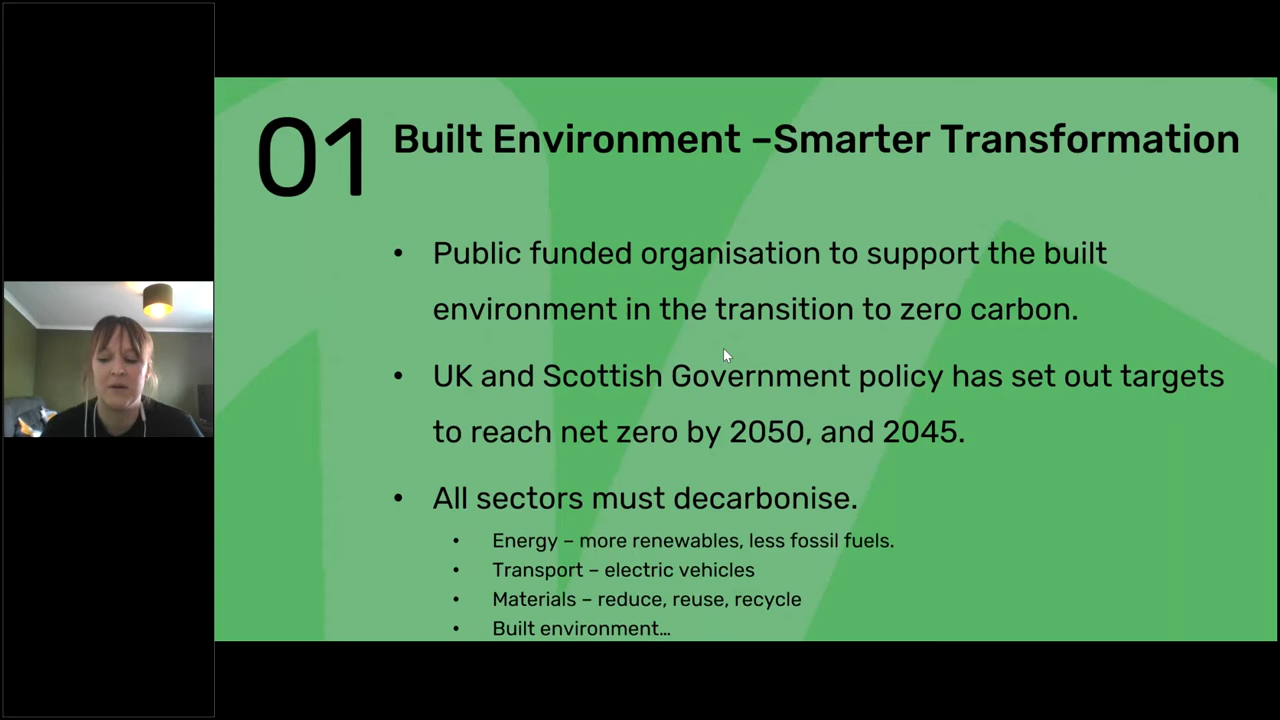 01
Built Environment –Smarter Transformation
• Public funded organisation to support the built
environment in the transition to zero carbon.
• UK and Scottish Government policy has set out targets
to reach net zero by 2050, and 2045.
• All sectors must decarbonise.
• Energy – more renewables, less fossil fuels.
• Transport – electric vehicles
• Materials – reduce, reuse, recycle
• Built environment…